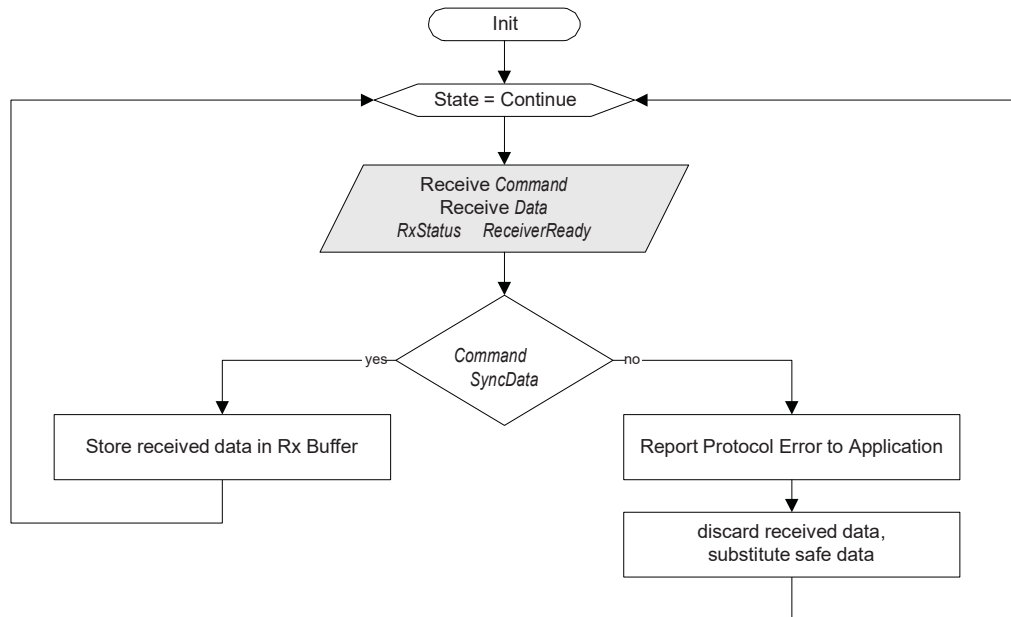 Init
State = Continue
Receive Command
Receive Data
RxStatus ReceiverReady
yes
Command
SyncData
no
Store received data in Rx Buffer
Report Protocol Error to Application
discard received data,
substitute safe data